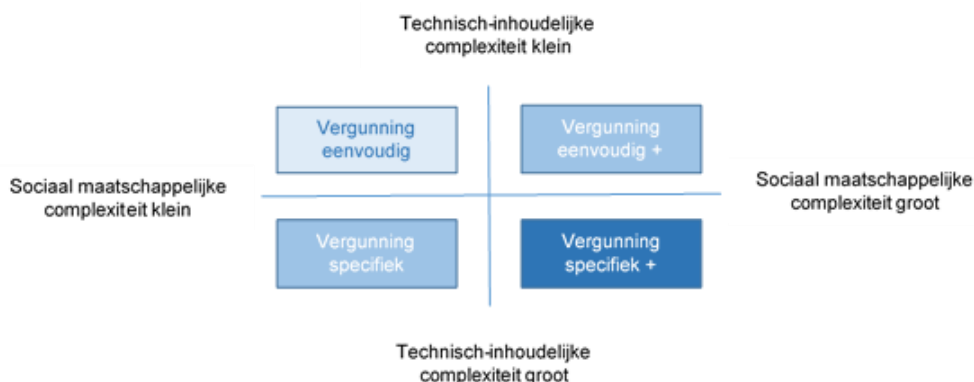 Technisch-inhoudelijke
complexiteit klein
Vergunning
eenvoudig
Vergunning
eenvoudig +
Sociaal maatschappelijke
complexiteit klein
Sociaal maatschappelijke
complexiteit groot
Vergunning
specifiek
Vergunning
specifiek +
Technisch-inhoudelijke
complexiteit groot